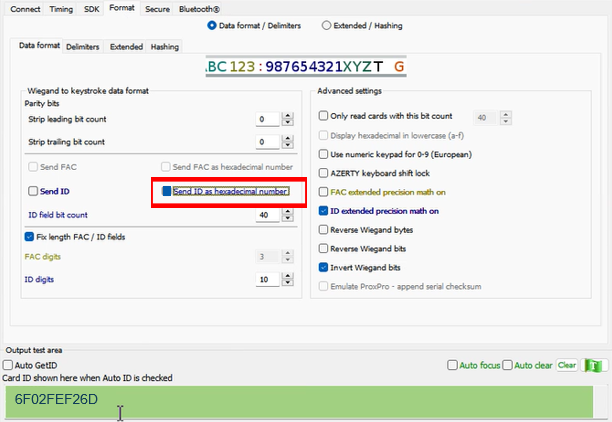 Connect Timing SDK Format Secure Bluetooth®
Data format / Delimiters Extended / Hashing
Data format Delimiters Extended Hashing
BC 123 : 987654321XYZT G
Wiegand to keystroke data format
Parity bits
Strip leading bit count 0
Strip trailing bit count 0
Send FAC Send FAC as hexadecimal number
Send ID Send ID as hexadecimal number
ID field bit count 40
Fix length FAC / ID fields
FAC digits 3
ID digits 10
Advanced settings
Only read cards with this bit count 40
Display hexadecimal in lowercase (a-f)
Use numeric keypad for 0-9 (European)
AZERTY keyboard shift lock
FAC extended precision math on
ID extended precision math on
Reverse Wiegand bytes
Reverse Wiegand bits
Invert Wiegand bits
Emulate ProxPro - append serial checksum
Output test area
Auto GetID Auto focus Auto clear Clear T
Card ID shown here when Auto ID is checked
6F02FEF26D